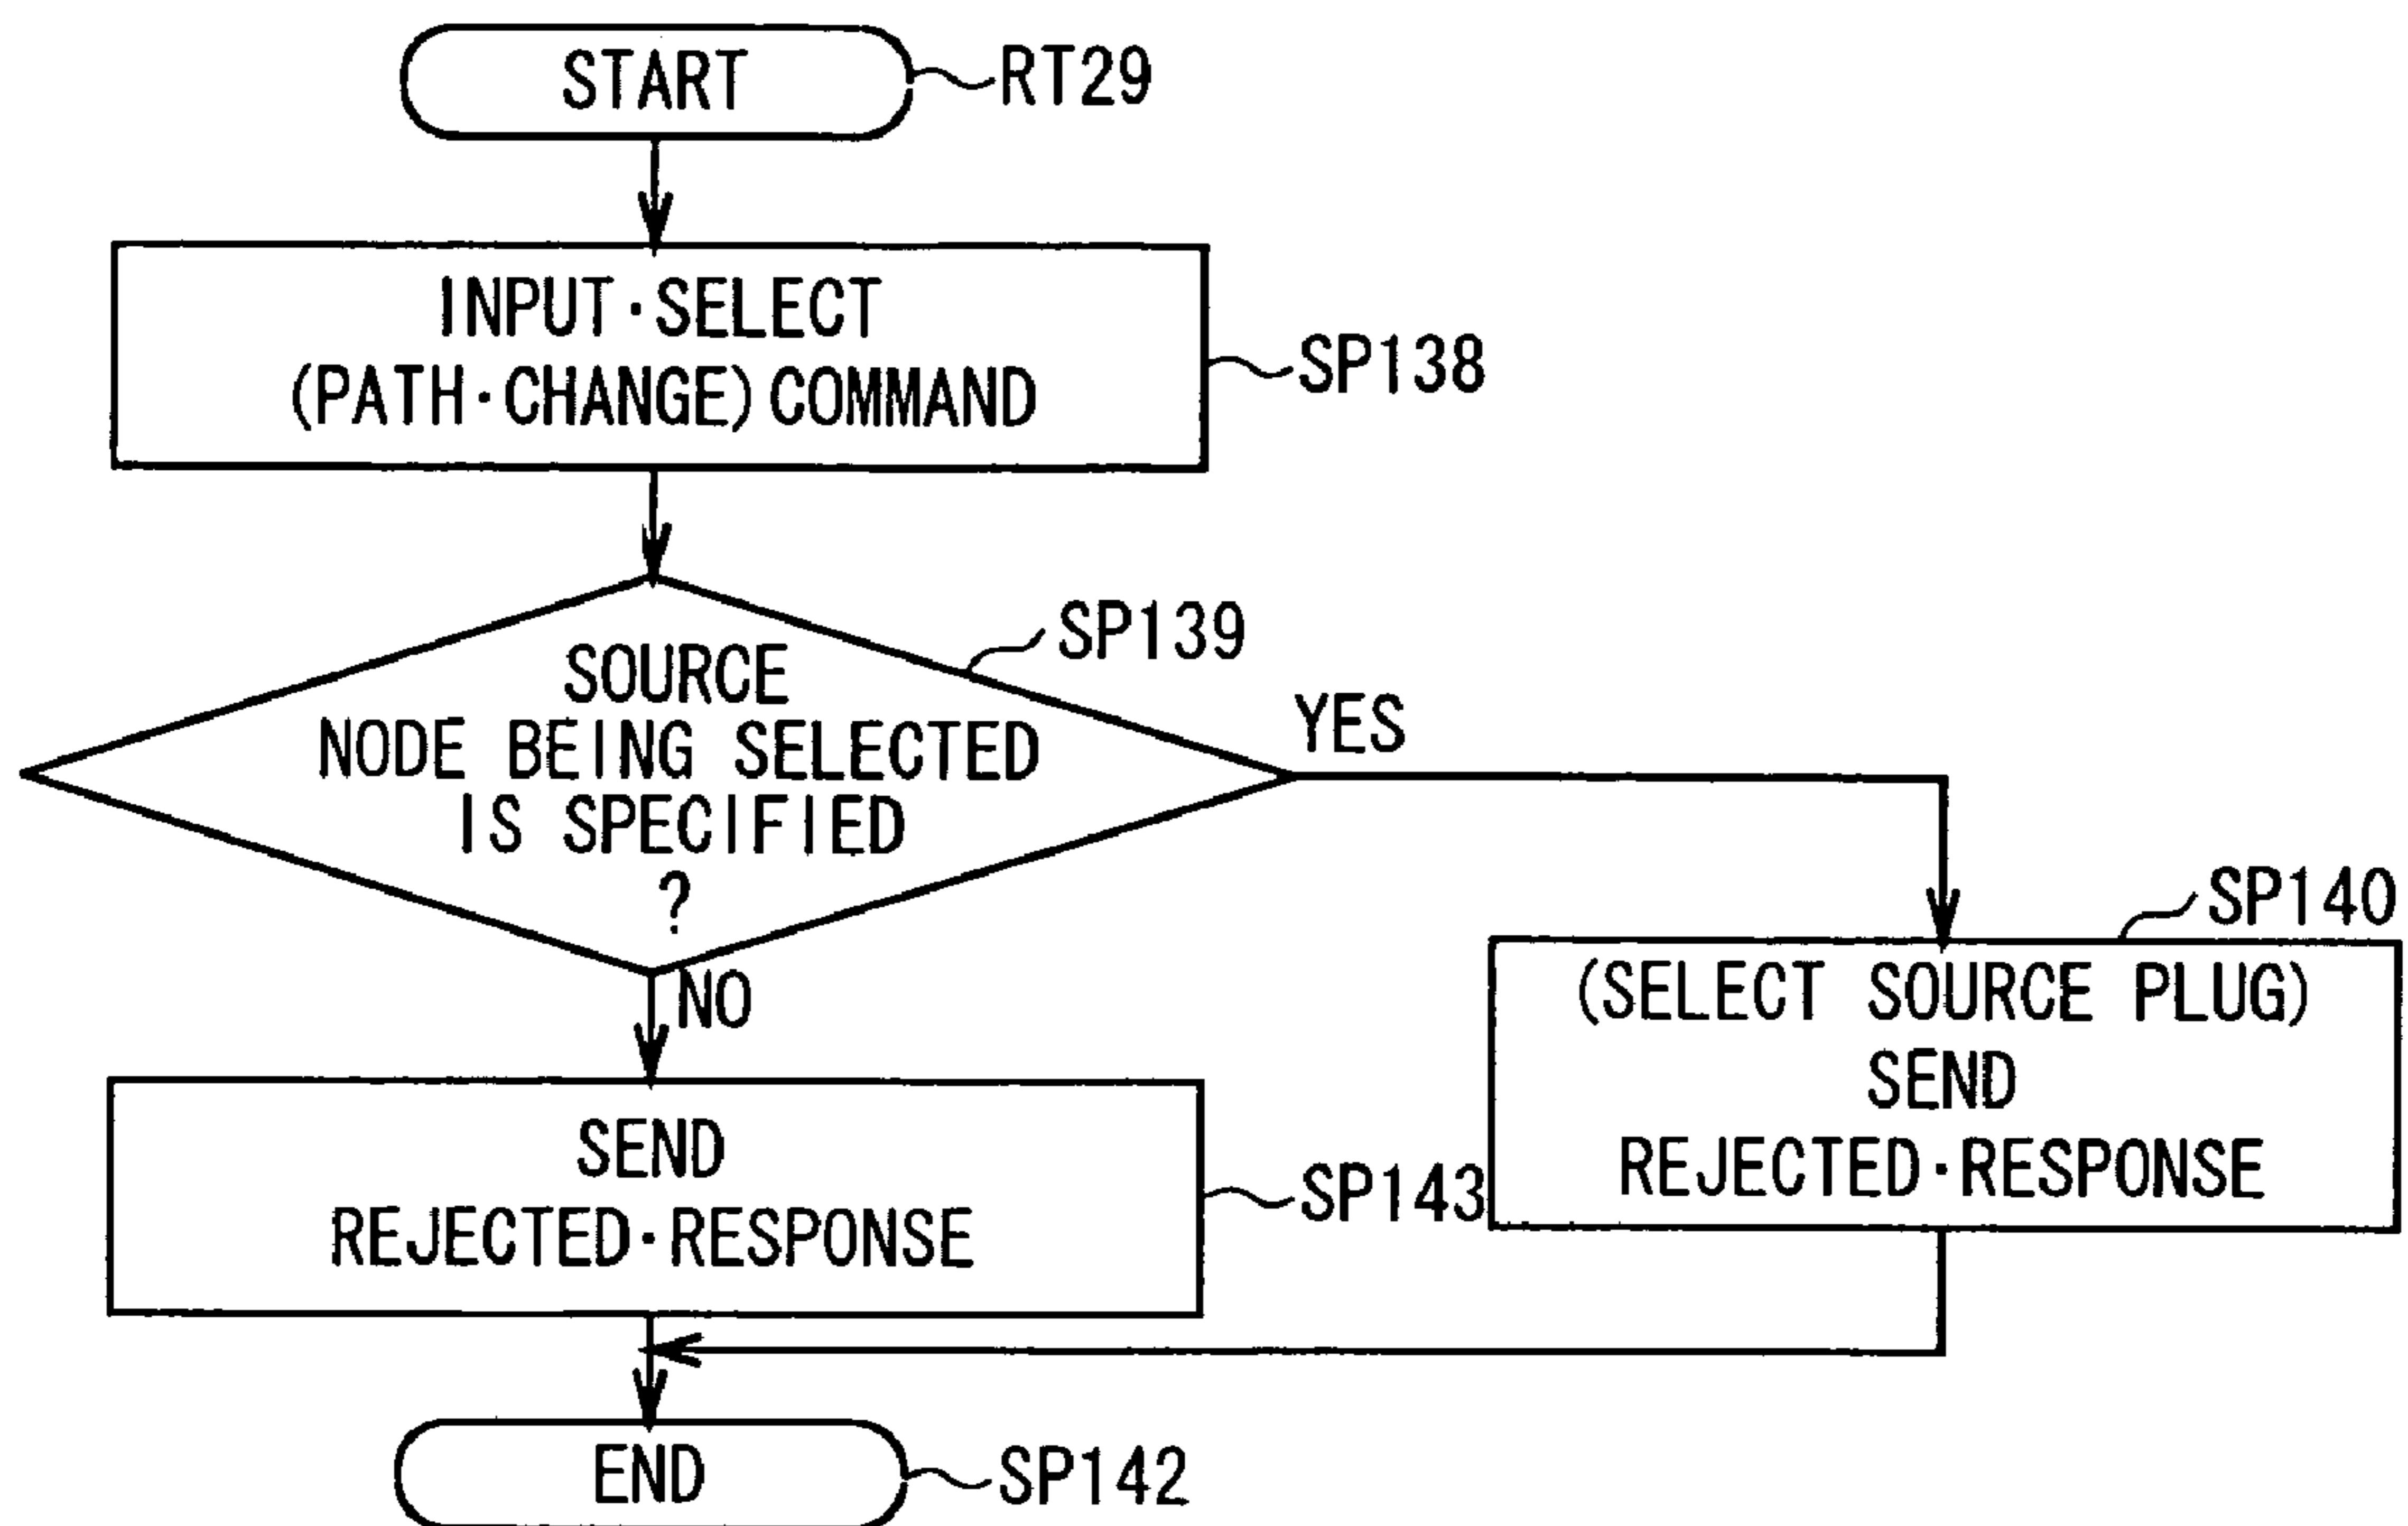 START
RT29
INPUT·SELECT
(PATH·CHANGE) COMMAND
SP138
SP139
SOURCE
NODE BEING SELECTED
IS SPECIFIED
?
YES
NO
SP140
(SELECT SOURCE PLUG)
SEND
REJECTED·RESPONSE
SEND
REJECTED·RESPONSE
SP143
END
SP142